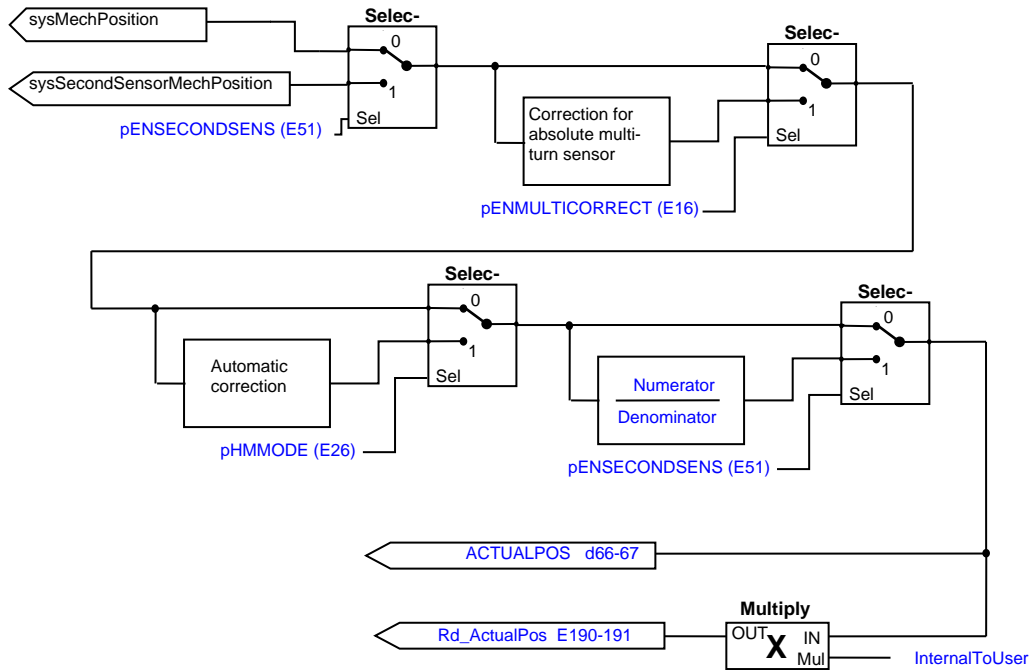 Selec-
sysMechPosition
0
sysSecondSensorMechPosition
1
Sel
pENSECONDSENS (E51)
Selec-
0
1
Sel
Correction for
absolute multi-
turn sensor
pENMULTICORRECT (E16)
Selec-
0
1
Sel
Automatic
correction
pHMMODE (E26)
Selec-
0
1
Sel
Numerator
Denominator
pENSECONDSENS (E51)
ACTUALPOS d66-67
Multiply
Rd_ActualPos E190-191
OUT X IN
Mul
InternalToUser